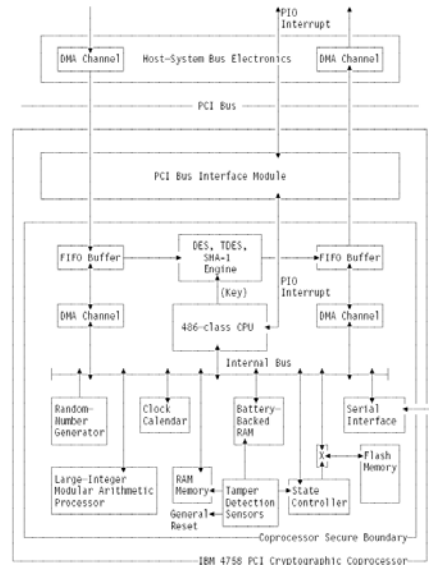 PIO
Interrupt
DMA Channel
Host-System Bus Electronics
DMA Channel
PCI Bus
PCI Bus Interface Module
DES, TDES,
SHA-1
Engine
FIFO Buffer
FIFO Buffer
(Key)
PIO
Interrupt
DMA Channel
486-class CPU
DMA Channel
Internal Bus
Random-
Number
Generator
Clock
Calendar
Battery-
Backed
RAM
Serial
Interface
X
Flash
Memory
Large-Integer
Modular Arithmetic
Processor
RAM
Memory
Tamper
Detection
Sensors
State
Controller
General
Reset
Coprocessor Secure Boundary
IBM 4758 PCI Cryptographic Coprocessor